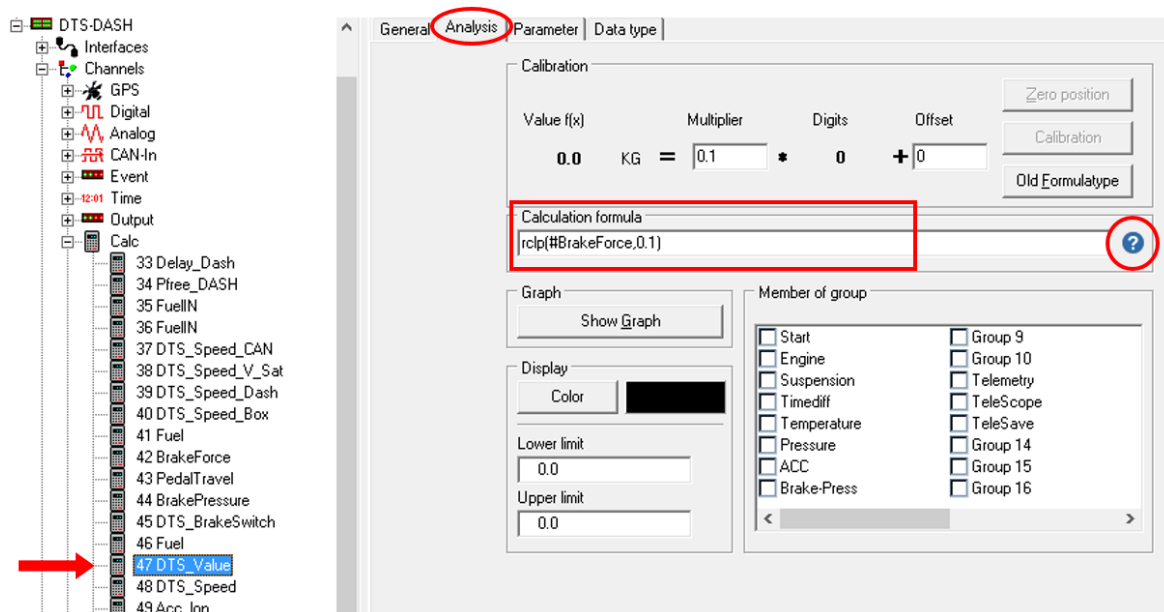 DTS-DASH
Interfaces
Channels
GPS
Digital
Analog
CAN-In
Event
12:01 Time
Output
Calc
33 Delay_Dash
34 Pfree_DASH
35 FuelIN
36 FuelIN
37 DTS_Speed_CAN
38 DTS_Speed_V_Sat
39 DTS_Speed_Dash
40 DTS_Speed_Box
41 Fuel
42 BrakeForce
43 PedalTravel
44 BrakePressure
45 DTS_BrakeSwitch
46 Fuel
47 DTS_Value
48 DTS_Speed
49 Acc_lon
General Analysis Parameter Data type
Calibration
Value f(x) Multiplier Digits Offset
0.0 KG = 0.1 * 0 + 0
Zero position
Calibration
Old Formulatype
Calculation formula
rclp(#BrakeForce,0.1)
?
Graph
Show Graph
Display
Color
Lower limit
0.0
Upper limit
0.0
Member of group
Start Group 9
Engine Group 10
Suspension Telemetry
Timediff TeleScope
Temperature TeleSave
Pressure Group 14
ACC Group 15
Brake-Press Group 16